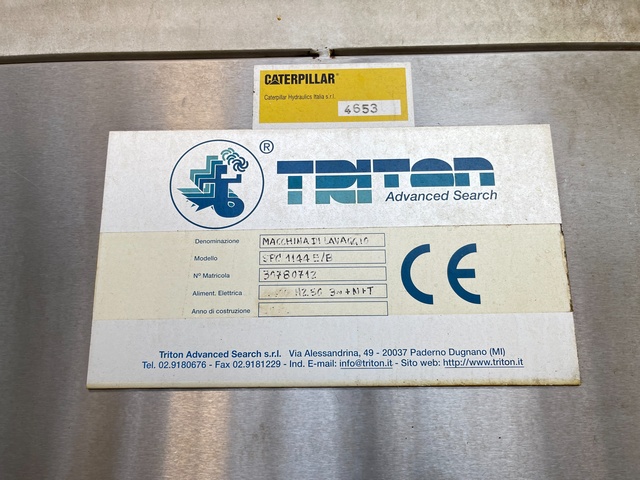 CATERPILLAR®
Caterpillar Hydraulics Italia s.r.l.
4653
®
TRITON
Advanced Search
Denominazione MACCHINA DI LAVAGGIO
Modello 1144
N° Matricola 30780712
Aliment. Elettrica HZ.50 +N+T
Anno di costruzione
CE
Triton Advanced Search s.r.l. Via Alessandrina, 49 - 20037 Paderno Dugnano (MI)
Tel. 02.9180676 - Fax 02.9181229 - Ind. E-mail: info@triton.it - Sito web: http://www.triton.it